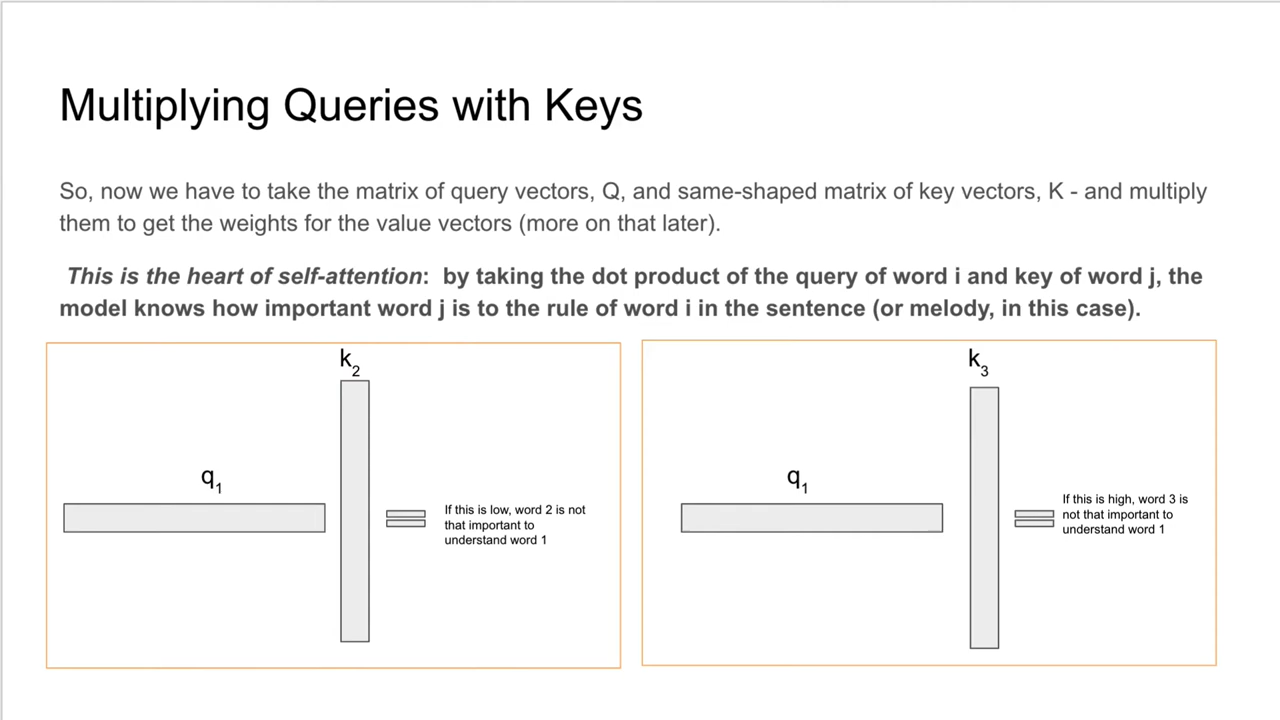 Multiplying Queries with Keys
So, now we have to take the matrix of query vectors, Q, and same-shaped matrix of key vectors, K - and multiply
them to get the weights for the value vectors (more on that later).
This is the heart of self-attention: by taking the dot product of the query of word i and key of word j, the
model knows how important word j is to the rule of word i in the sentence (or melody, in this case).
k2
q1
If this is low, word 2 is not
that important to
understand word 1
k3
q1
If this is high, word 3 is
not that important to
understand word 1